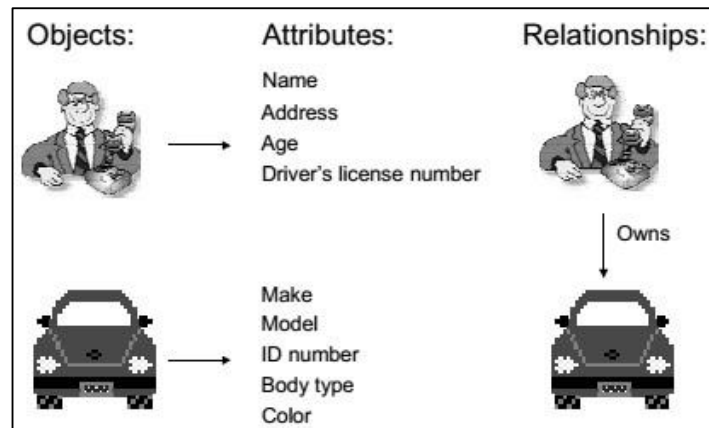 Objects:
Attributes:
Relationships:
Name
Address
Age
Driver's license number
Owns
Make
Model
ID number
Body type
Color